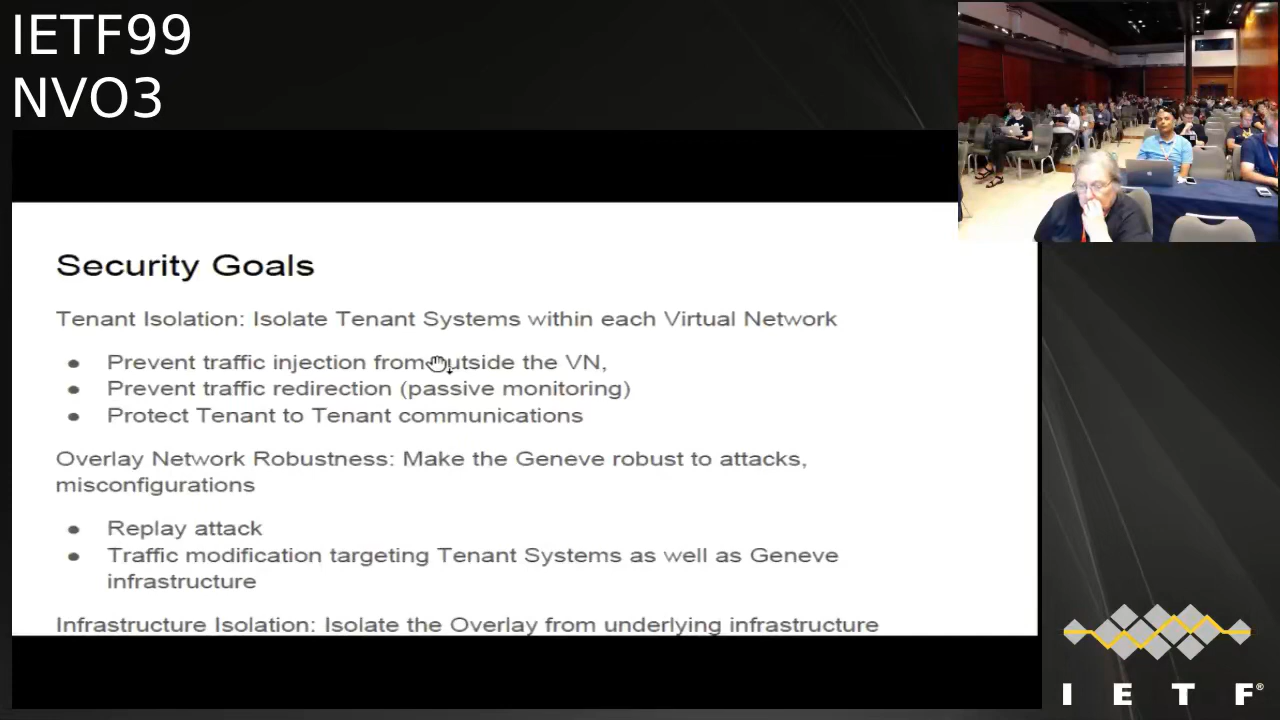 IETF99
NVO3
Security Goals
Tenant Isolation: Isolate Tenant Systems within each Virtual Network
● Prevent traffic injection from outside the VN,
● Prevent traffic redirection (passive monitoring)
● Protect Tenant to Tenant communications
Overlay Network Robustness: Make the Geneve robust to attacks,
misconfigurations
● Replay attack
● Traffic modification targeting Tenant Systems as well as Geneve
infrastructure
Infrastructure Isolation: Isolate the Overlay from underlying infrastructure
I E T F®